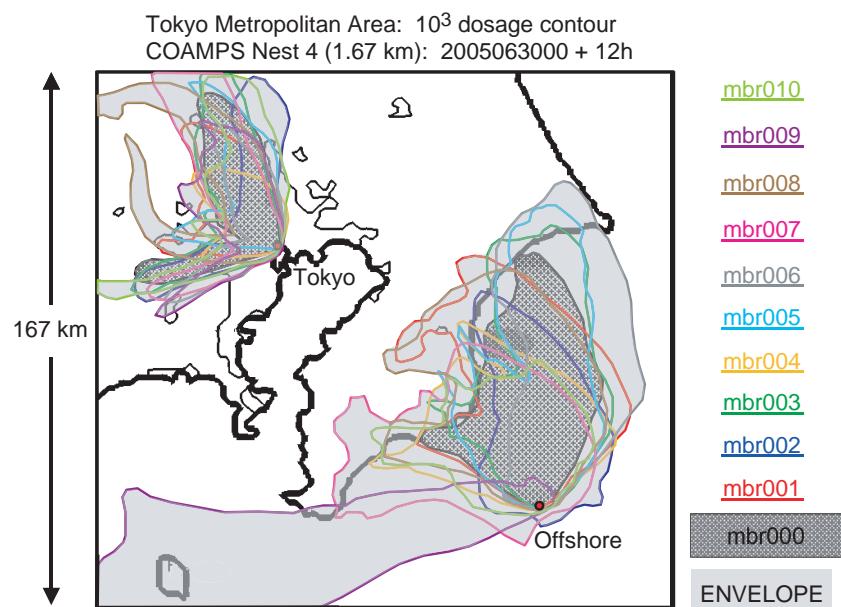 Tokyo Metropolitan Area: 10³ dosage contour
COAMPS Nest 4 (1.67 km): 2005063000 + 12h
167 km
Tokyo
Offshore
mbr010
mbr009
mbr008
mbr007
mbr006
mbr005
mbr004
mbr003
mbr002
mbr001
mbr000
ENVELOPE